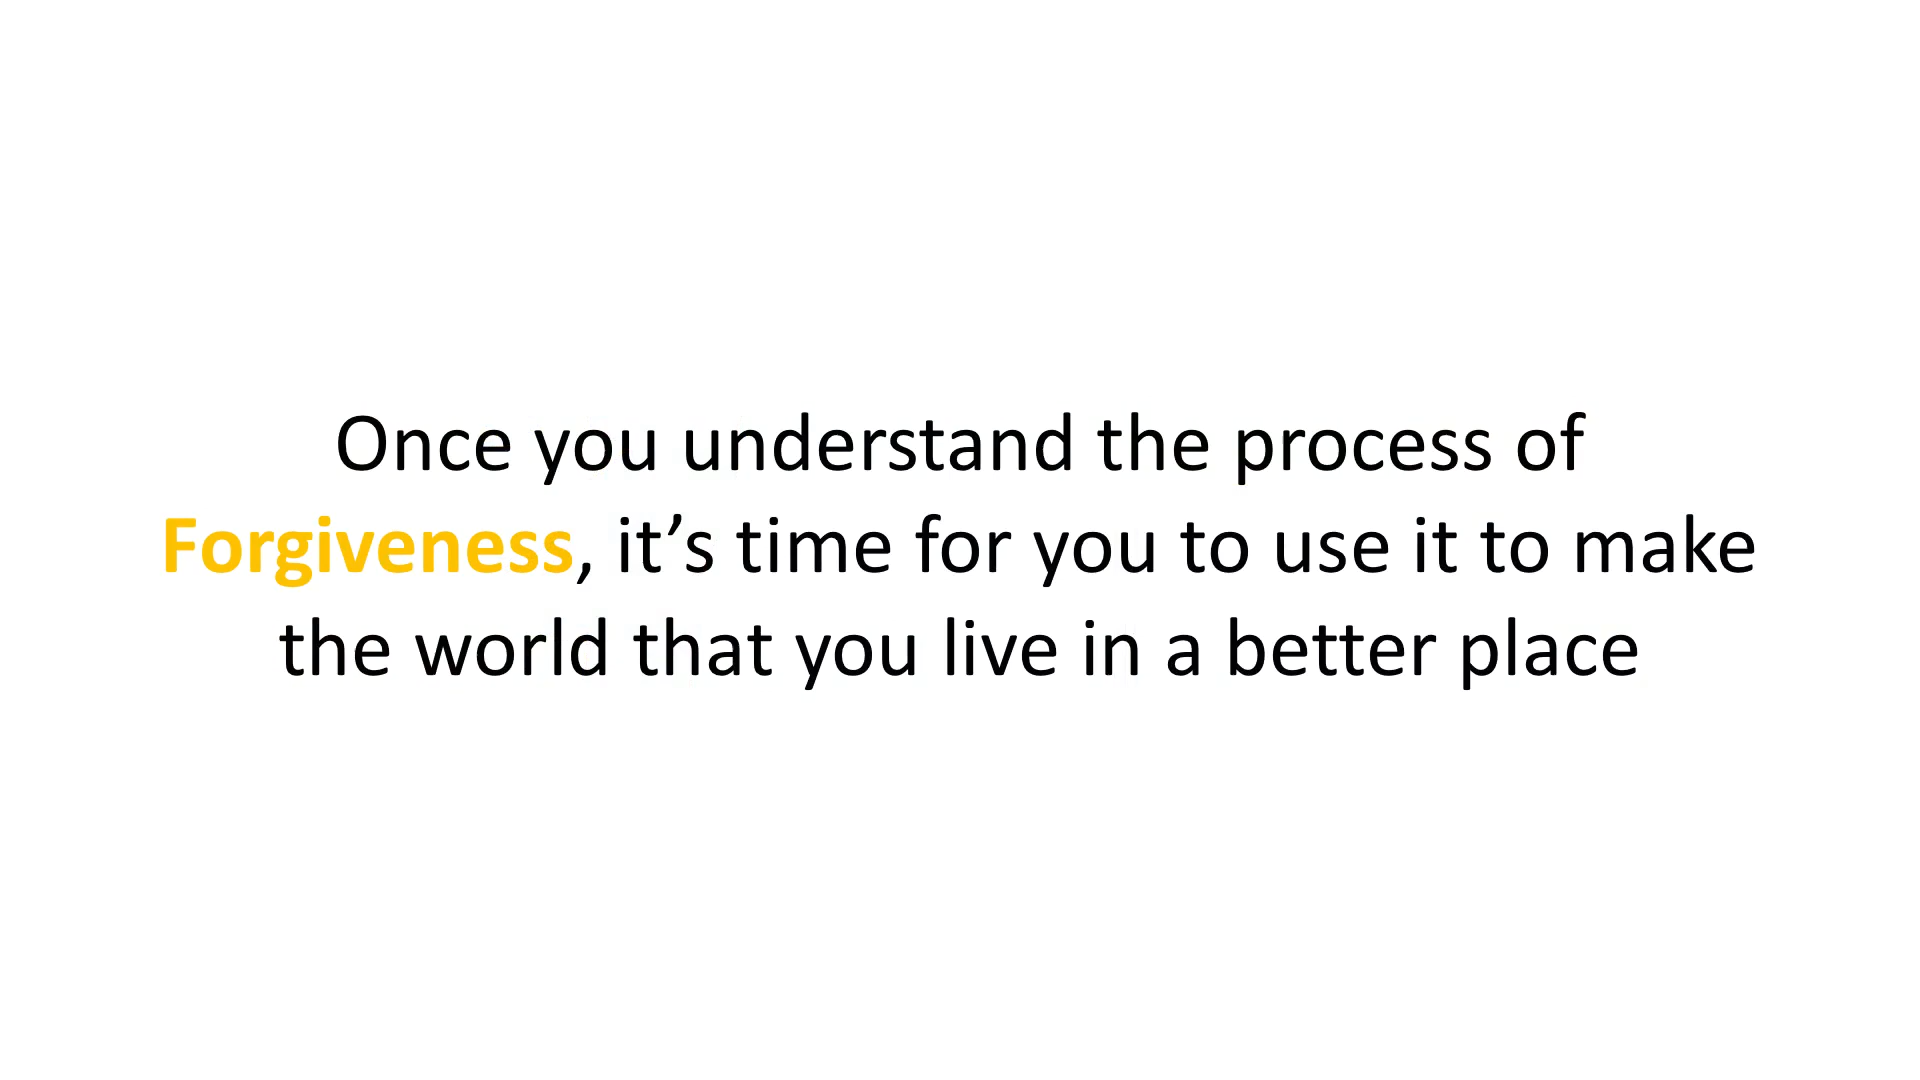 Once you understand the process of
Forgiveness, it’s time for you to use it to make
the world that you live in a better place